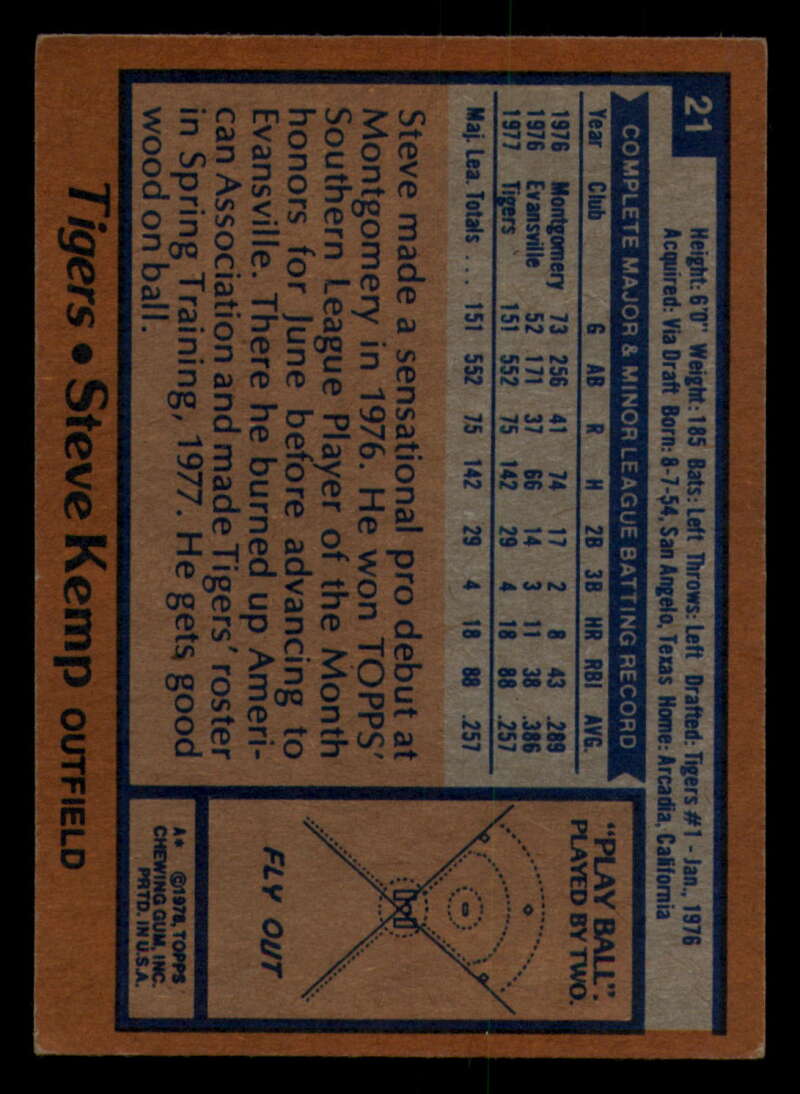 21
Height: 6'0" Weight: 185 Bats: Left Throws: Left Drafted: Tigers #1 - Jan., 1976
Acquired: Via Draft Born: 8-7-54, San Angelo, Texas Home: Arcadia, California
COMPLETE MAJOR & MINOR LEAGUE BATTING RECORD
Year Club G AB R H 2B 3B HR RBI AVG.
1976 Montgomery 73 256 41 74 17 2 8 43 .289
1976 Evansville 52 171 37 66 14 3 11 38 .386
1977 Tigers 151 552 75 142 29 4 18 88 .257
Maj. Lea. Totals ... 151 552 75 142 29 4 18 88 .257
Steve made a sensational pro debut at
Montgomery in 1976. He won TOPPS'
Southern League Player of the Month
honors for June before advancing to
Evansville. There he burned up Ameri-
can Association and made Tigers' roster
in Spring Training, 1977. He gets good
wood on ball.
"PLAY BALL".
PLAYED BY TWO.
FLY OUT
A* ©1978, TOPPS
CHEWING GUM, INC.
PRTD. IN U.S.A.
Tigers • Steve Kemp OUTFIELD